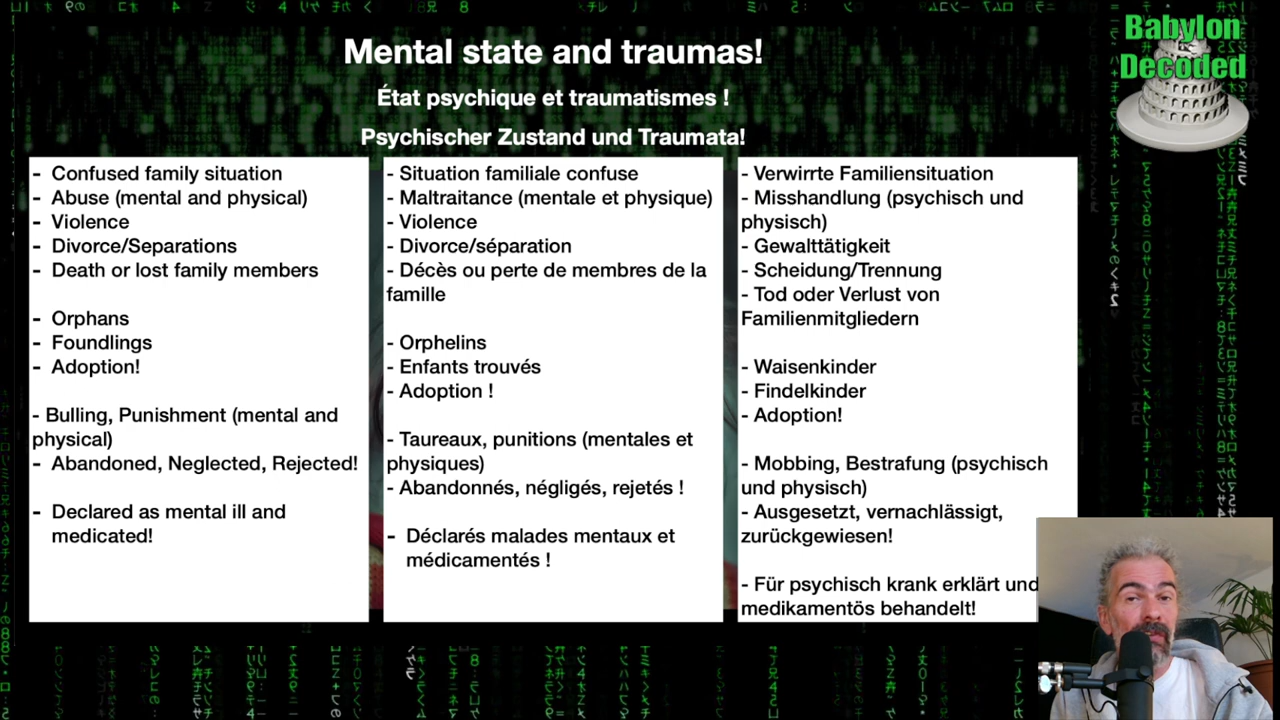 Babylon
Decoded
Mental state and traumas!
État psychique et traumatismes !
Psychischer Zustand und Traumata!
- Confused family situation
- Abuse (mental and physical)
- Violence
- Divorce/Separations
- Death or lost family members
- Orphans
- Foundlings
- Adoption!
- Bulling, Punishment (mental and
physical)
- Abandoned, Neglected, Rejected!
- Declared as mental ill and
medicated!
- Situation familiale confuse
- Maltraitance (mentale et physique)
- Violence
- Divorce/séparation
- Décès ou perte de membres de la
famille
- Orphelins
- Enfants trouvés
- Adoption !
- Taureaux, punitions (mentales et
physiques)
- Abandonnés, négligés, rejetés !
- Déclarés malades mentaux et
médicamentés !
- Verwirrte Familiensituation
- Misshandlung (psychisch und
physisch)
- Gewalttätigkeit
- Scheidung/Trennung
- Tod oder Verlust von
Familienmitgliedern
- Waisenkinder
- Findelkinder
- Adoption!
- Mobbing, Bestrafung (psychisch
und physisch)
- Ausgesetzt, vernachlässigt,
zurückgewiesen!
- Für psychisch krank erklärt und
medikamentös behandelt!